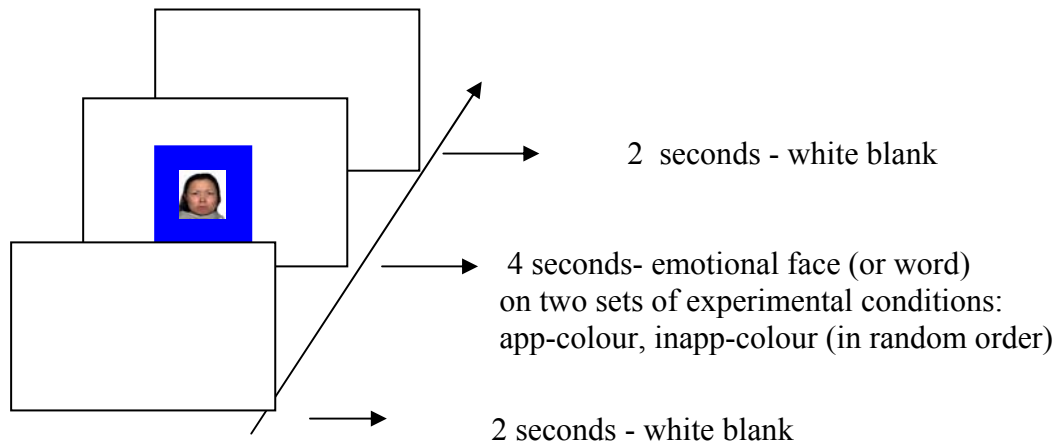 2 seconds - white blank
4 seconds- emotional face (or word)
on two sets of experimental conditions:
app-colour, inapp-colour (in random order)
2 seconds - white blank